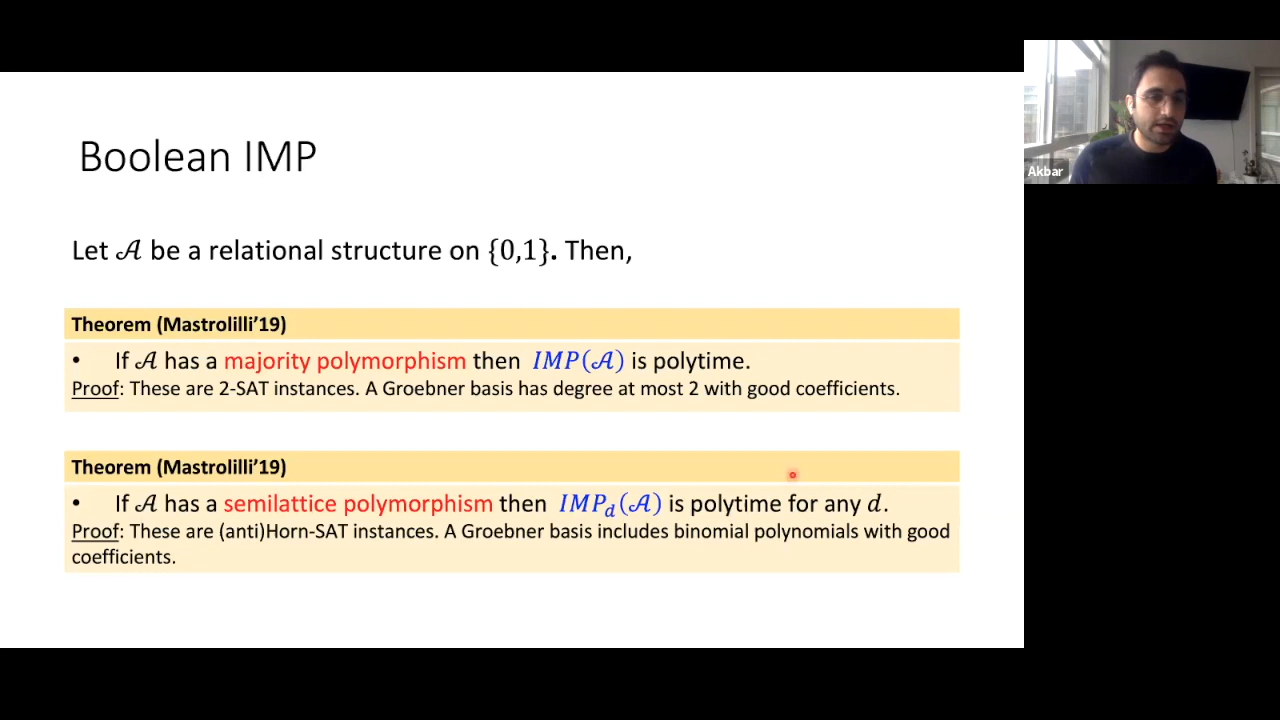 Boolean IMP
Akbar
Let 𝒜 be a relational structure on {0,1}. Then,
Theorem (Mastrolilli’19)
• If 𝒜 has a majority polymorphism then IMP(𝒜) is polytime.
Proof: These are 2-SAT instances. A Groebner basis has degree at most 2 with good coefficients.
Theorem (Mastrolilli’19)
• If 𝒜 has a semilattice polymorphism then IMP_d(𝒜) is polytime for any d.
Proof: These are (anti)Horn-SAT instances. A Groebner basis includes binomial polynomials with good
coefficients.